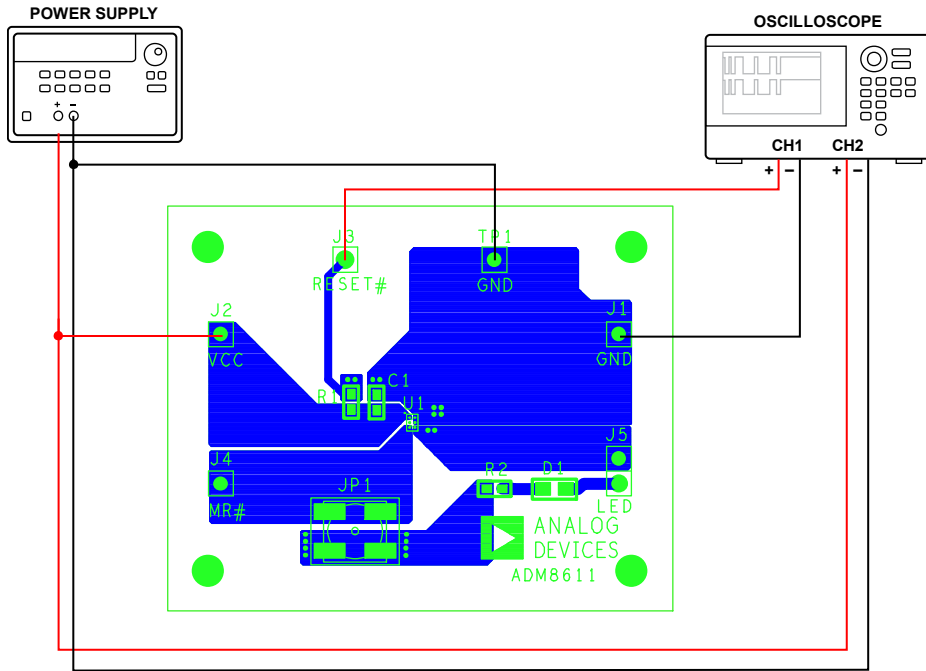 POWER SUPPLY
OSCILLOSCOPE
+ −
CH1 CH2
+ − + −
J3
TP1
RESET#
GND
J2
J1
VCC
GND
R1
C1
U1
J5
J4
JP1
R2
D1
MR#
LED
ANALOG
DEVICES
ADM8611